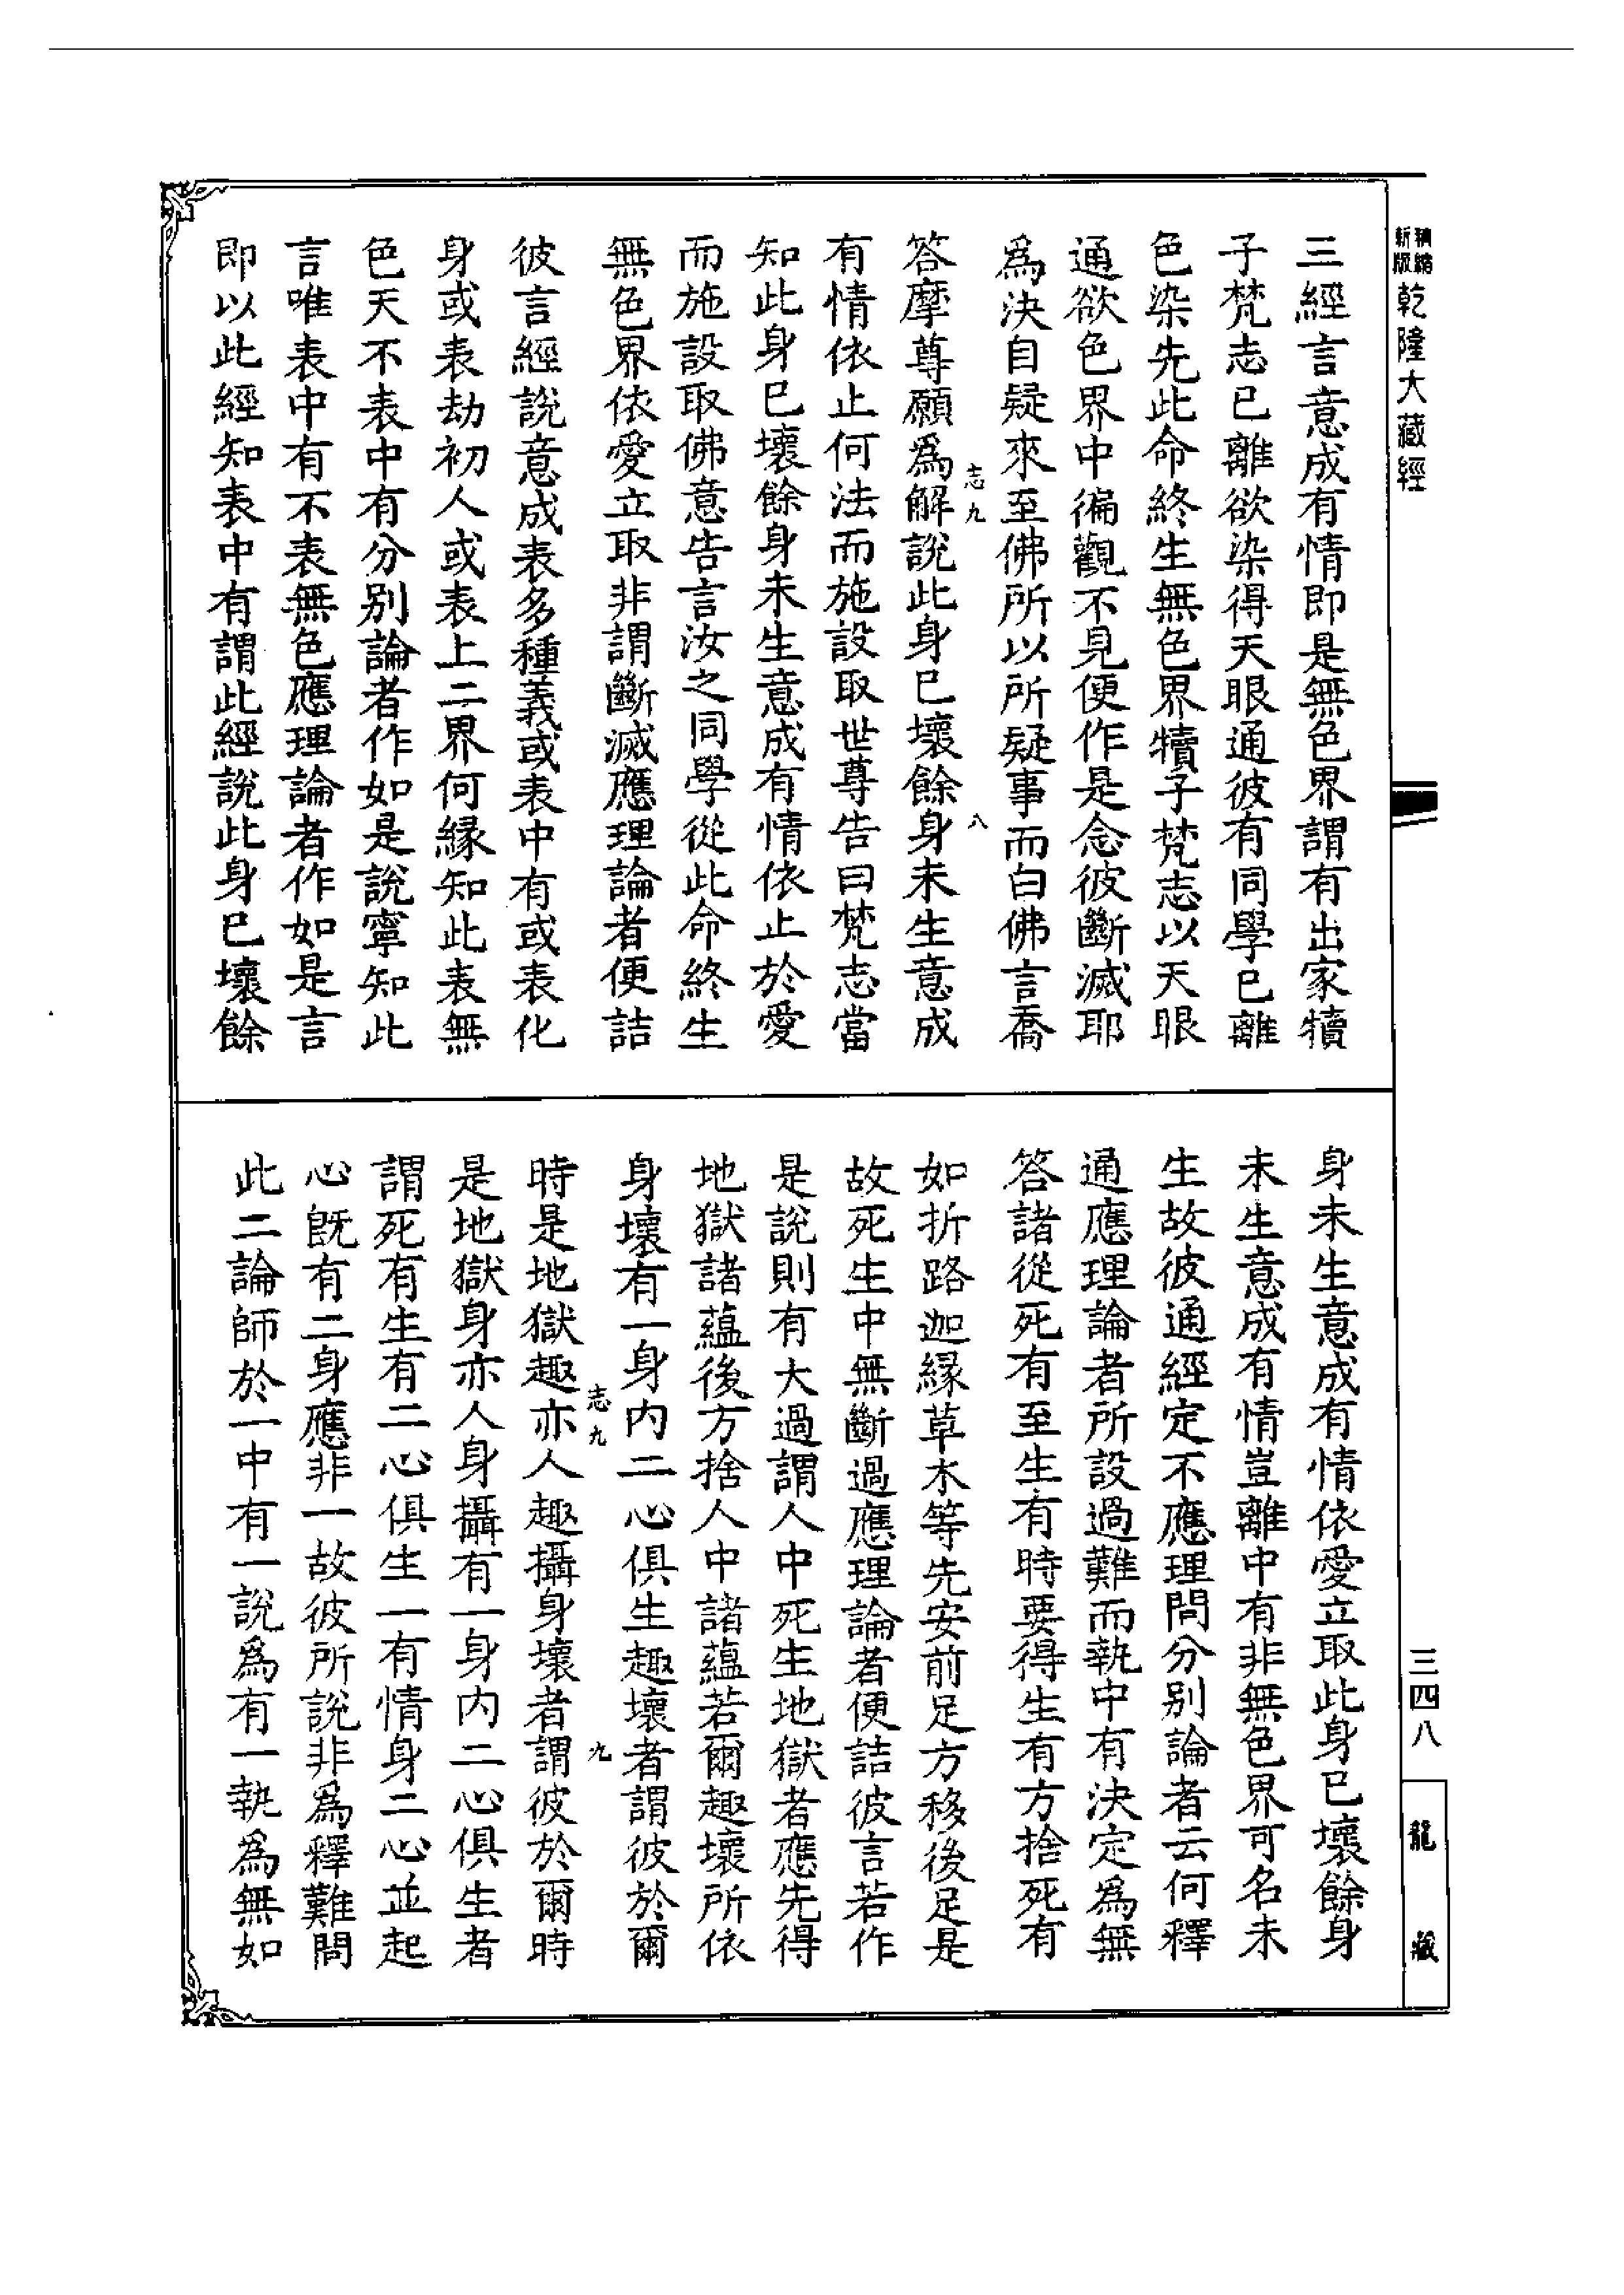 精縮
新版
乾隆大藏經
三經言意成有情即是無色界謂有出家犢
子梵志已離欲染得天眼通彼有同學已離
色染先此命終生無色界犢子梵志以天眼
通欲色界中徧觀不見便作是念彼斷滅耶
爲決自疑來至佛所以所疑事而白佛言喬
志九
八
答摩尊願爲解說此身已壞餘身未生意成
有情依止何法而施設取世尊告曰梵志當
知此身已壞餘身未生意成有情依止於愛
而施設取佛意告言汝之同學從此命終生
無色界依愛立取非謂斷滅應理論者便詰
彼言經說意成表多種義或表中有或表化
身或表劫初人或表上二界何緣知此表無
色天不表中有分別論者作如是說寧知此
言唯表中有不表無色應理論者作如是言
即以此經知表中有謂此經說此身已壞餘
身未生意成有情依愛立取此身已壞餘身
未生意成有情豈離中有非無色界可名未
生故彼通經定不應理問分別論者云何釋
通應理論者所設過難而執中有決定爲無
答諸從死有至生有時要得生有方捨死有
如折路迦緣草木等先安前足方移後足是
故死生中無斷過應理論者便詰彼言若作
是說則有大過謂人中死生地獄者應先得
地獄諸蘊後方捨人中諸蘊若爾趣壞所依
身壞有一身內二心俱生趣壞者謂彼於爾
志九
九
時是地獄趣亦人趣攝身壞者謂彼於爾時
是地獄身亦人身攝有一身內二心俱生者
謂死有生有二心俱生一有情身二心並起
心既有二身應非一故彼所說非爲釋難問
此二論師於一中有一說爲有一執爲無如
三四八
龍藏